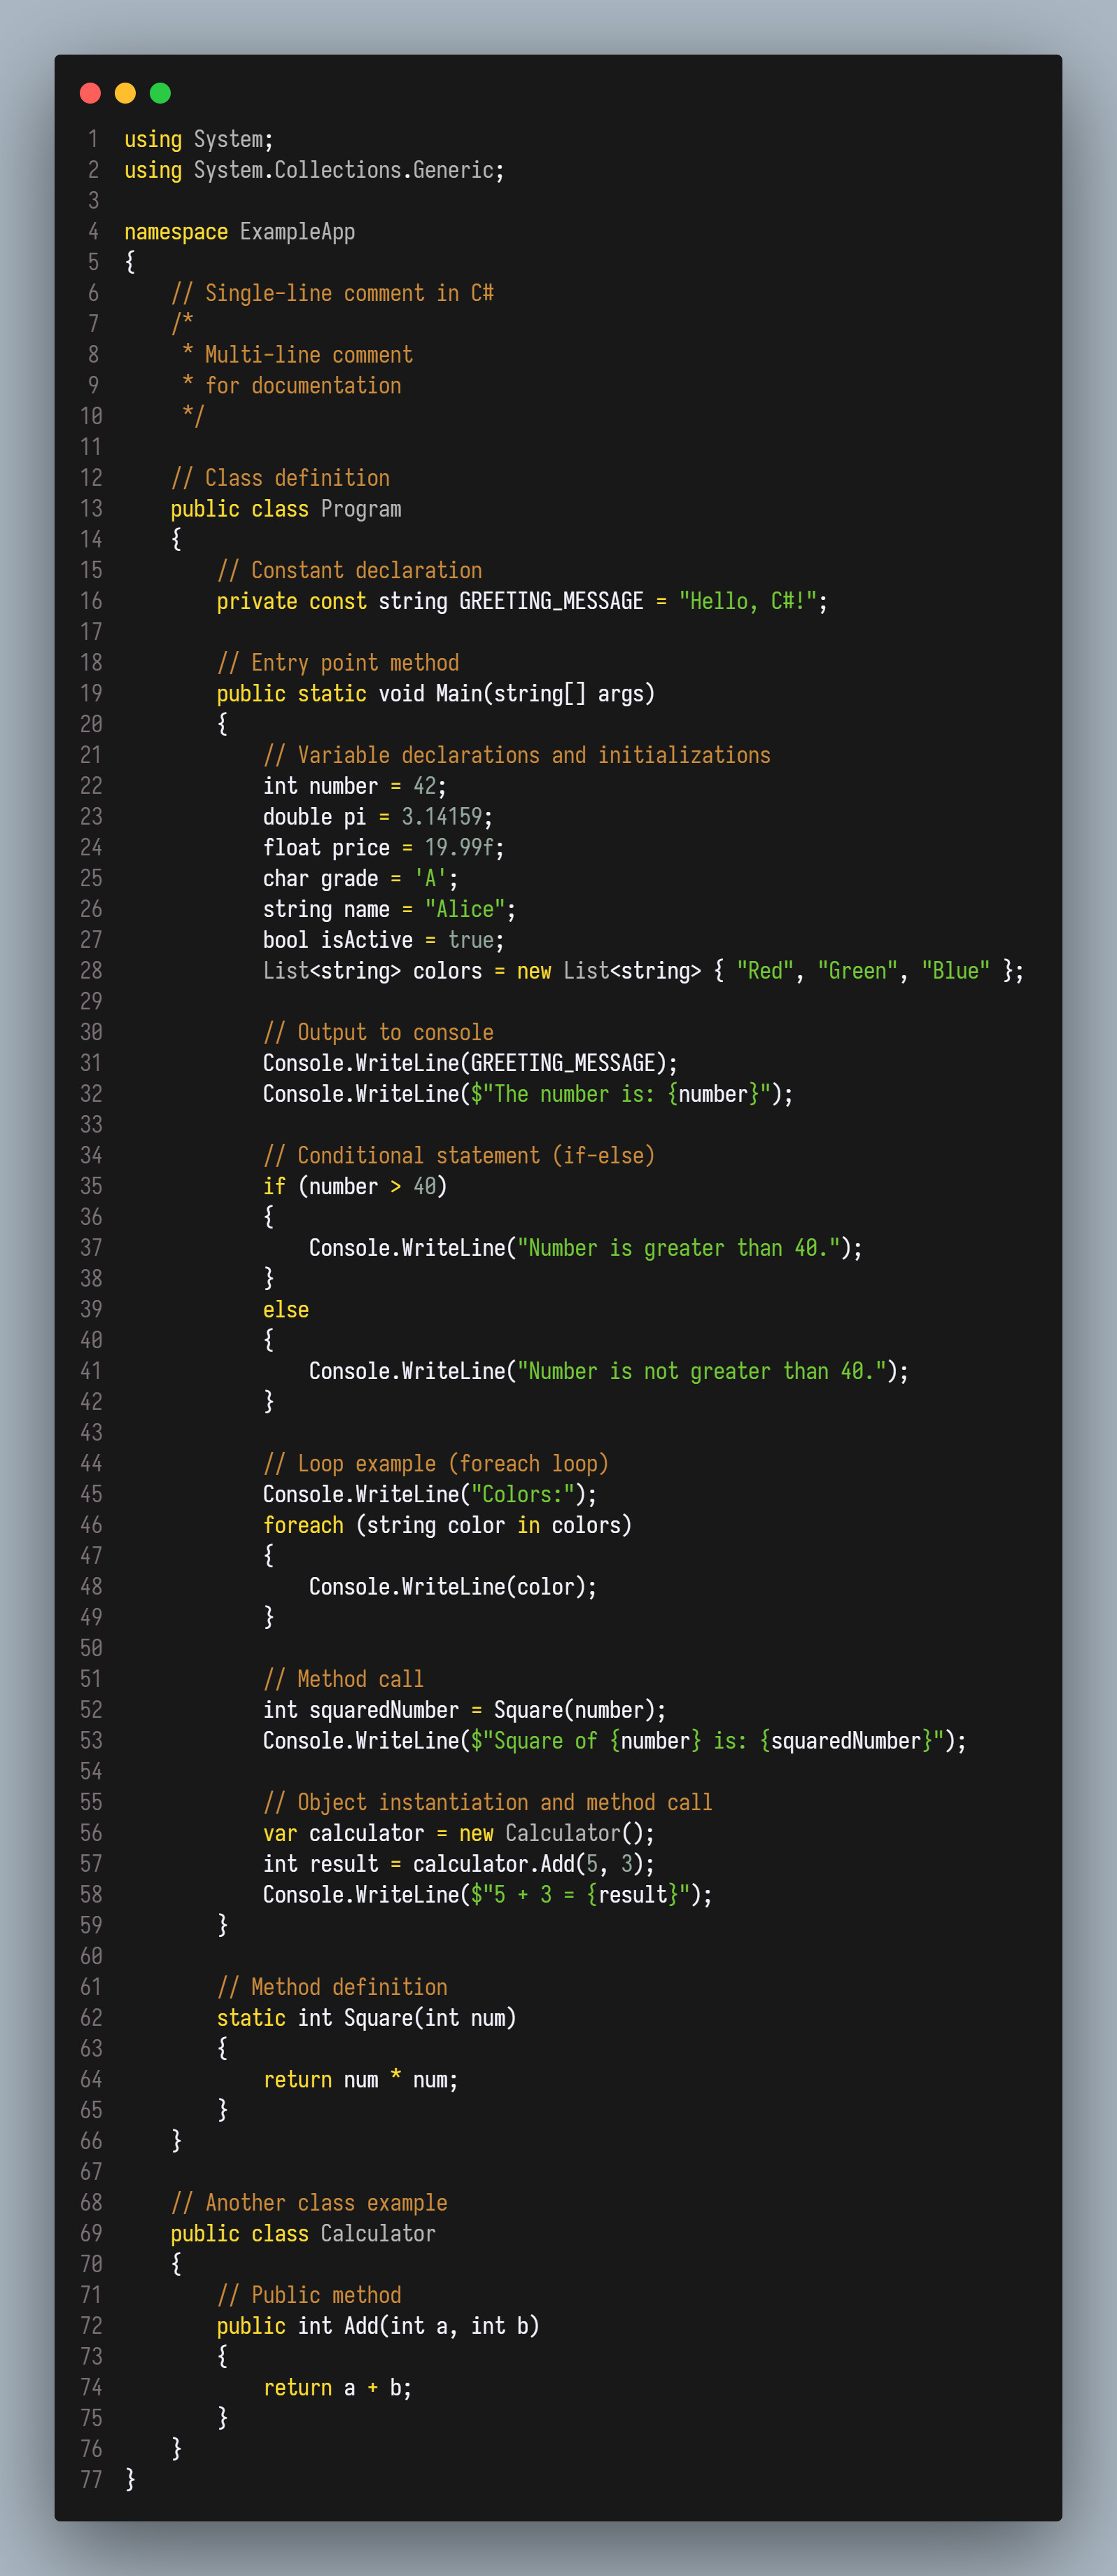 1 using System;
2 using System.Collections.Generic;
3
4 namespace ExampleApp
5 {
6     // Single-line comment in C#
7     /*
8      * Multi-line comment
9      * for documentation
10      */
11
12     // Class definition
13     public class Program
14     {
15         // Constant declaration
16         private const string GREETING_MESSAGE = "Hello, C#!";
17
18         // Entry point method
19         public static void Main(string[] args)
20         {
21             // Variable declarations and initializations
22             int number = 42;
23             double pi = 3.14159;
24             float price = 19.99f;
25             char grade = 'A';
26             string name = "Alice";
27             bool isActive = true;
28             List<string> colors = new List<string> { "Red", "Green", "Blue" };
29
30             // Output to console
31             Console.WriteLine(GREETING_MESSAGE);
32             Console.WriteLine($"The number is: {number}");
33
34             // Conditional statement (if-else)
35             if (number > 40)
36             {
37                 Console.WriteLine("Number is greater than 40.");
38             }
39             else
40             {
41                 Console.WriteLine("Number is not greater than 40.");
42             }
43
44             // Loop example (foreach loop)
45             Console.WriteLine("Colors:");
46             foreach (string color in colors)
47             {
48                 Console.WriteLine(color);
49             }
50
51             // Method call
52             int squaredNumber = Square(number);
53             Console.WriteLine($"Square of {number} is: {squaredNumber}");
54
55             // Object instantiation and method call
56             var calculator = new Calculator();
57             int result = calculator.Add(5, 3);
58             Console.WriteLine($"5 + 3 = {result}");
59         }
60
61         // Method definition
62         static int Square(int num)
63         {
64             return num * num;
65         }
66     }
67
68     // Another class example
69     public class Calculator
70     {
71         // Public method
72         public int Add(int a, int b)
73         {
74             return a + b;
75         }
76     }
77 }